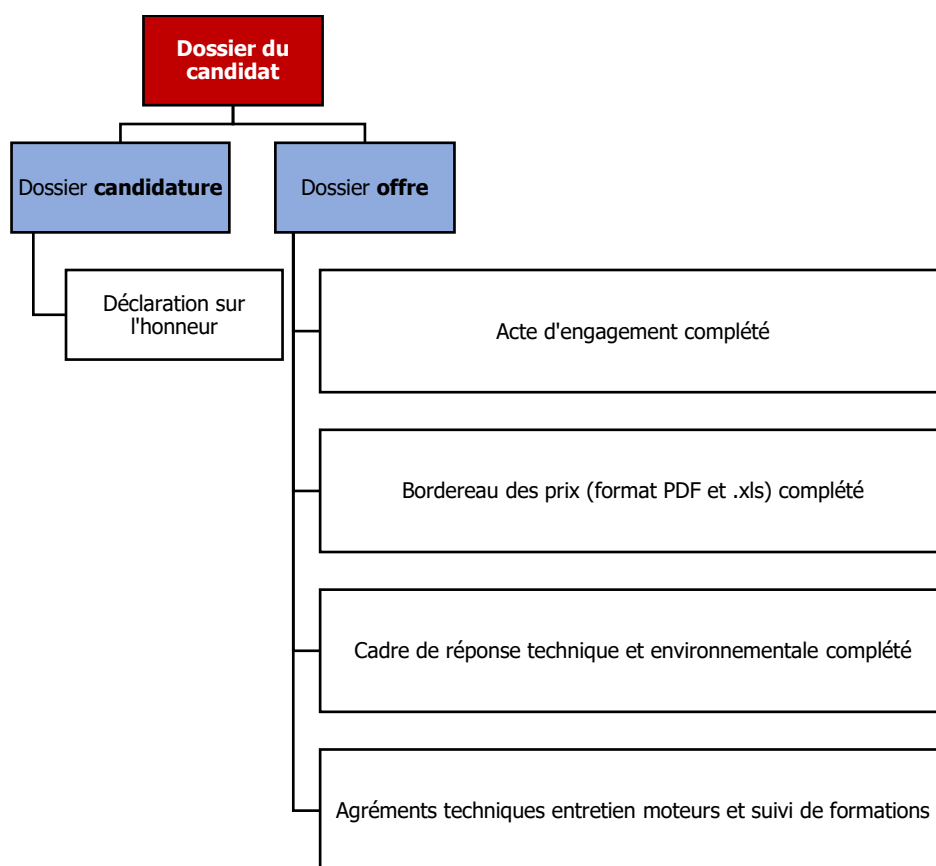 Dossier du
candidat
Dossier candidature
Dossier offre
Déclaration sur
l'honneur
Acte d'engagement complété
Bordereau des prix (format PDF et .xls) complété
Cadre de réponse technique et environnementale complété
Agréments techniques entretien moteurs et suivi de formations